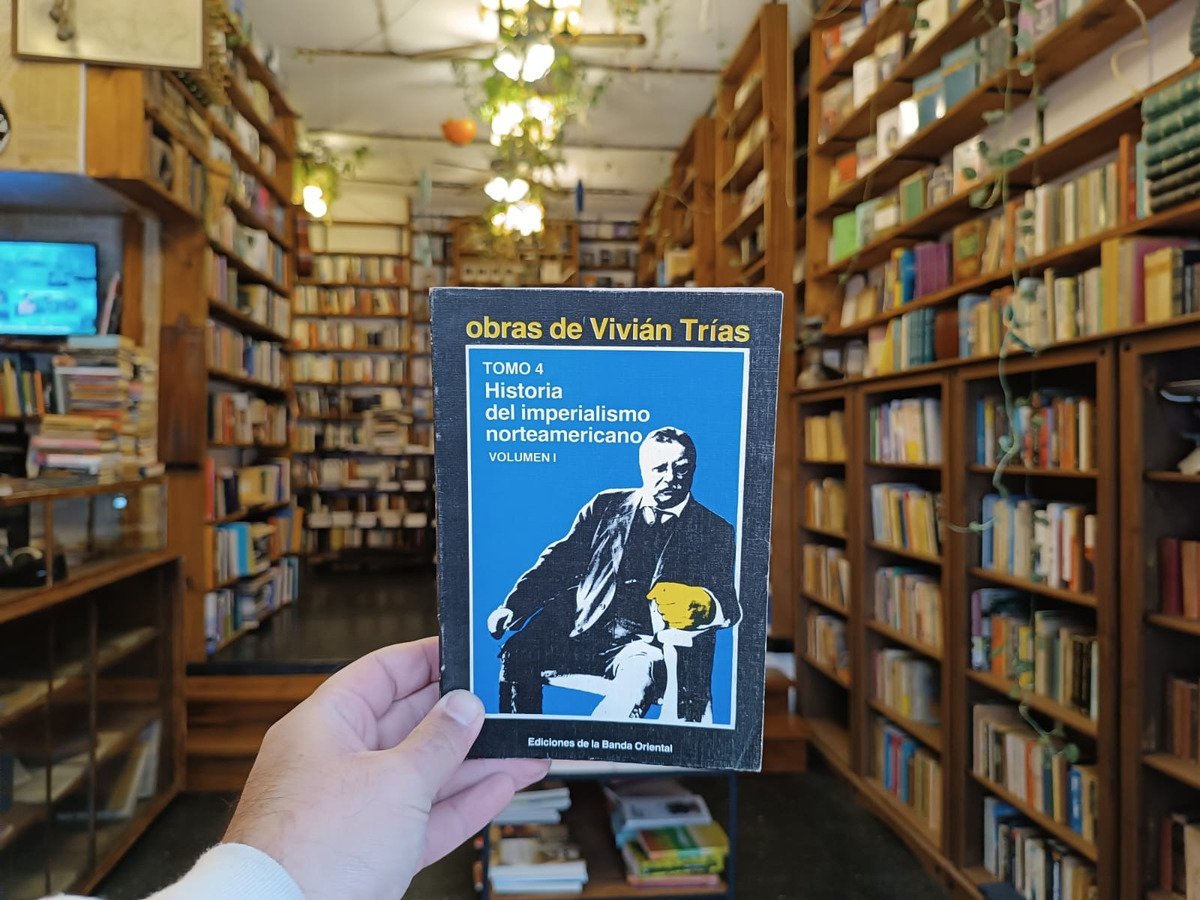 obras de Vivián Trías
TOMO 4
Historia
del imperialismo
norteamericano
VOLUMEN I
Ediciones de la Banda Oriental